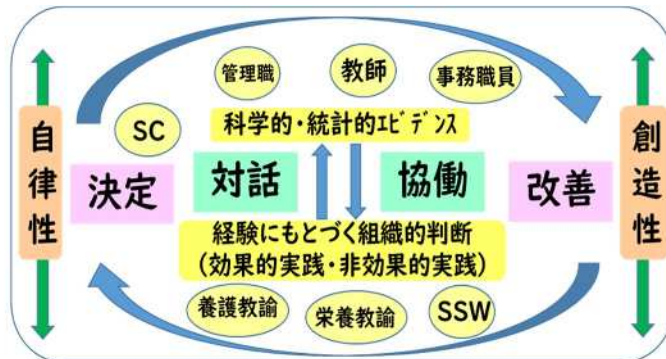 管理職
教師
事務職員
SC
科学的・統計的ｴﾋﾞﾃﾞﾝｽ
自律性
決定
対話
協働
改善
創造性
経験にもとづく組織的判断
（効果的実践・非効果的実践）
養護教諭
栄養教諭
SSW